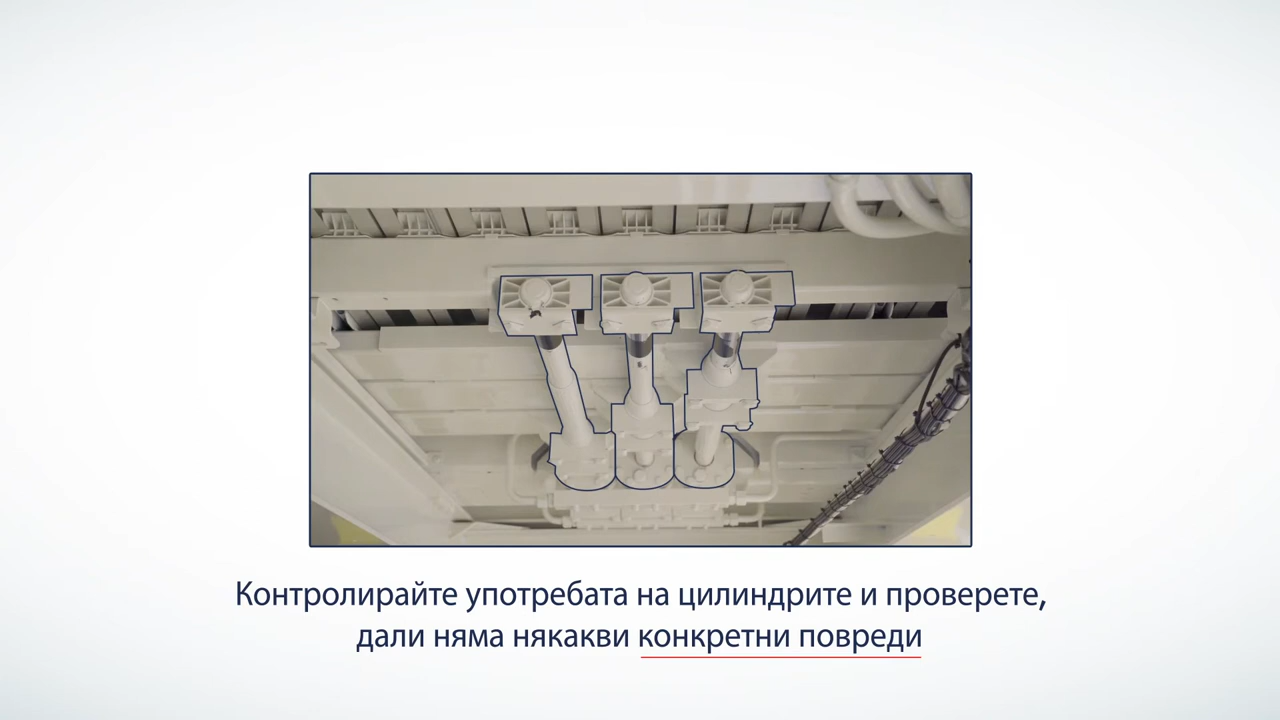 Контролирайте употребата на цилиндрите и проверете,
дали няма някакви конкретни повреди